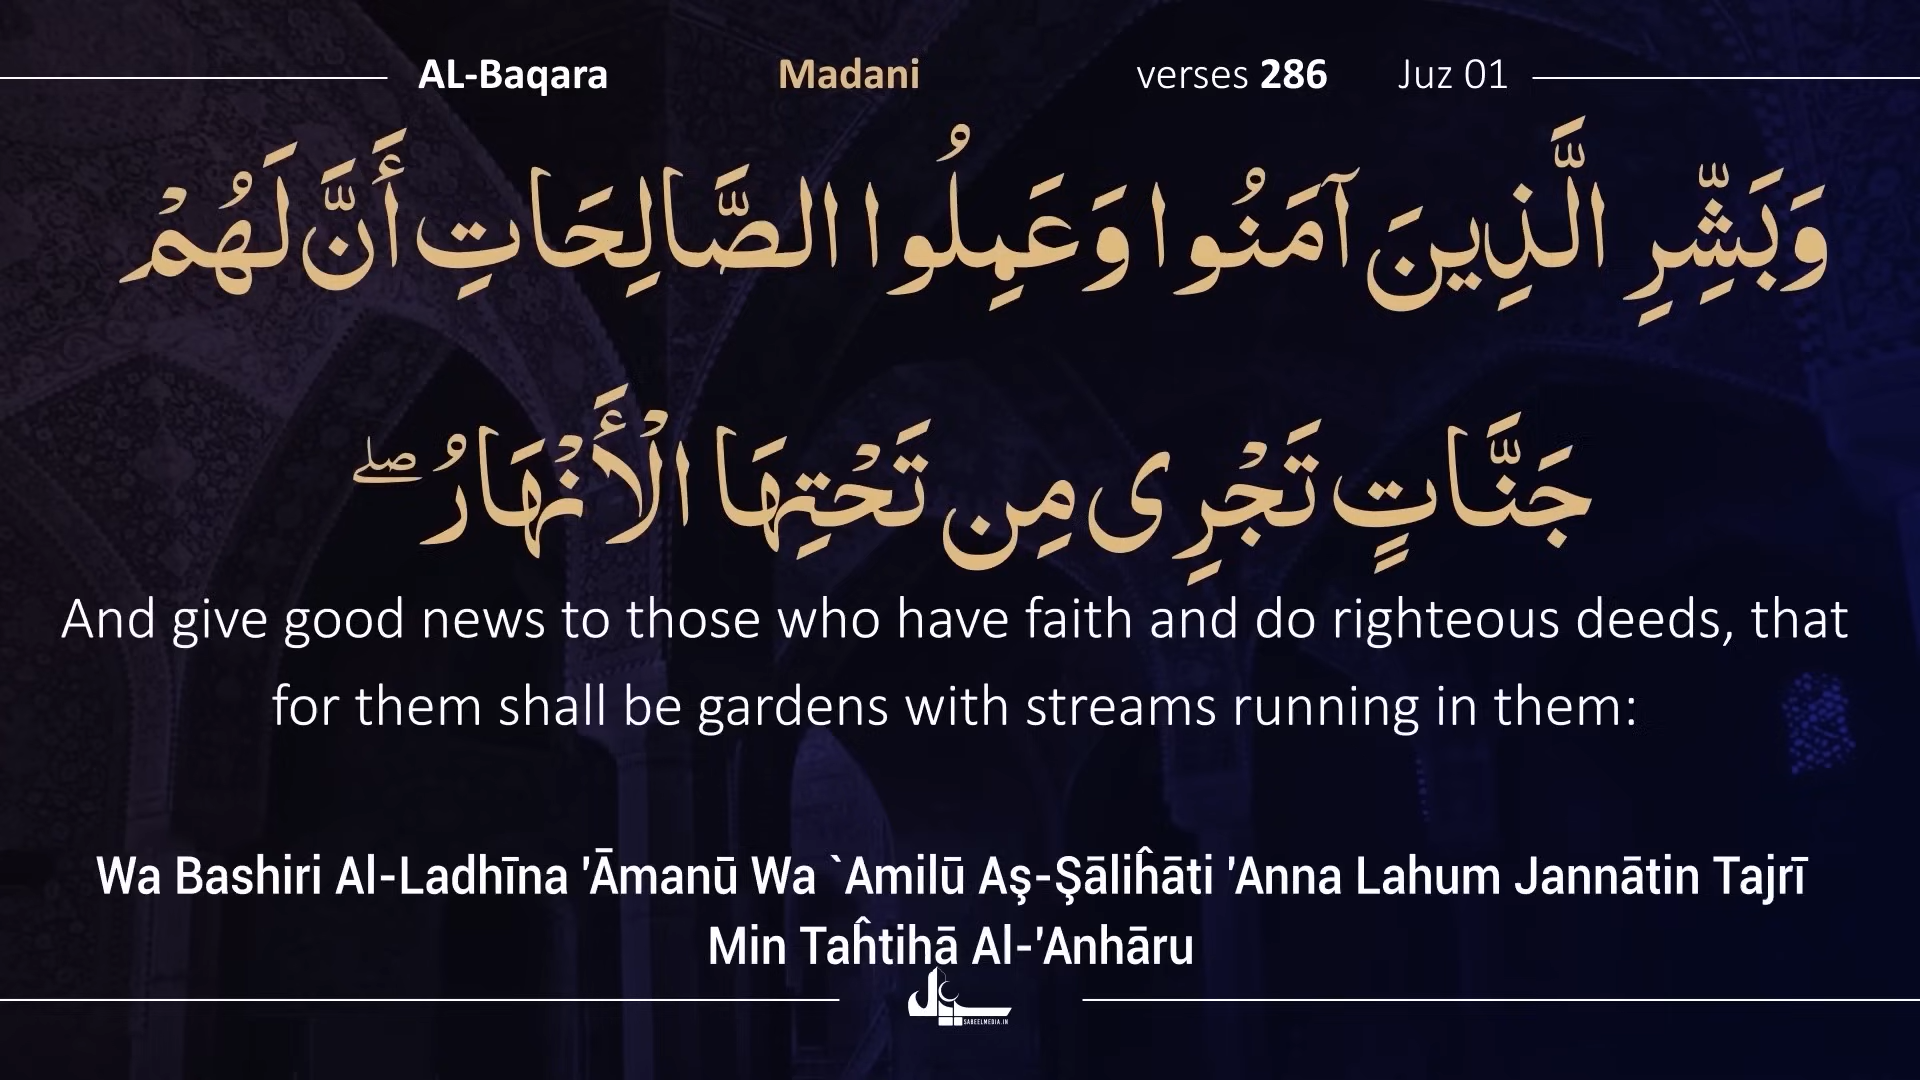 AL-Baqara Madani verses 286 Juz 01
وَبَشِّرِ الَّذِينَ آمَنُوا وَعَمِلُوا الصَّالِحَاتِ أَنَّ لَهُمْ
جَنَّاتٍ تَجْرِى مِن تَحْتِهَا الْأَنْهَارُ ۖ
And give good news to those who have faith and do righteous deeds, that
for them shall be gardens with streams running in them:
Wa Bashiri Al-Ladhīna 'Āmanū Wa `Amilū Aş-Şāliĥāti 'Anna Lahum Jannātin Tajrī
Min Taĥtihā Al-'Anhāru
SABEELMEDIA.IN